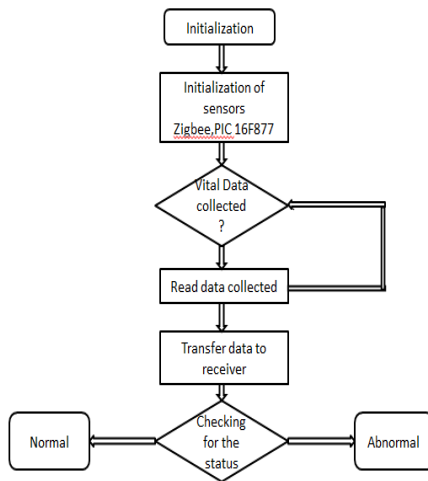 Initialization
Initialization of
sensors
Zigbee,PIC 16F877
Vital Data
collected
?
Read data collected
Transfer data to
receiver
Checking
for the
status
Normal
Abnormal